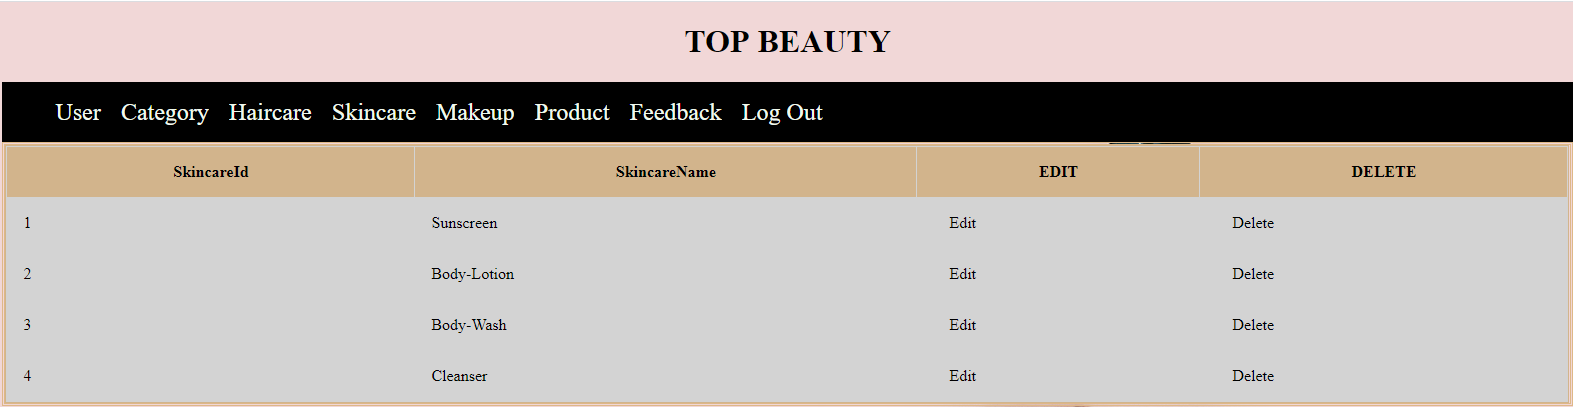 TOP BEAUTY
User Category Haircare Skincare Makeup Product Feedback Log Out
SkincareId SkincareName EDIT DELETE
1 Sunscreen Edit Delete
2 Body-Lotion Edit Delete
3 Body-Wash Edit Delete
4 Cleanser Edit Delete